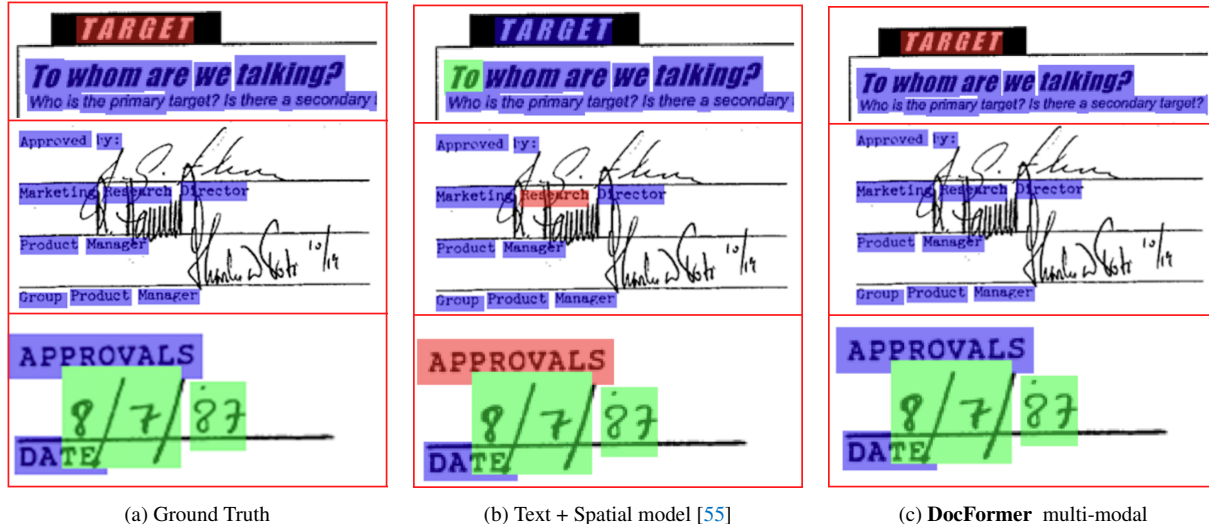 TARGET
To whom are we talking?
Who is the primary target? Is there a secondary
Approved by:
Marketing Research Director
Product Manager
10/19
Group Product Manager
APPROVALS
8/7/87
DATE
(a) Ground Truth
TARGET
To whom are we talking?
Who is the primary target? Is there a secondary
Approved by:
Marketing Research Director
Product Manager
10/19
Group Product Manager
APPROVALS
8/7/87
DATE
(b) Text + Spatial model [55]
TARGET
To whom are we talking?
Who is the primary target? Is there a secondary target?
Approved by:
Marketing Research Director
Product Manager
10/19
Group Product Manager
APPROVALS
8/7/87
DATE
(c) DocFormer multi-modal